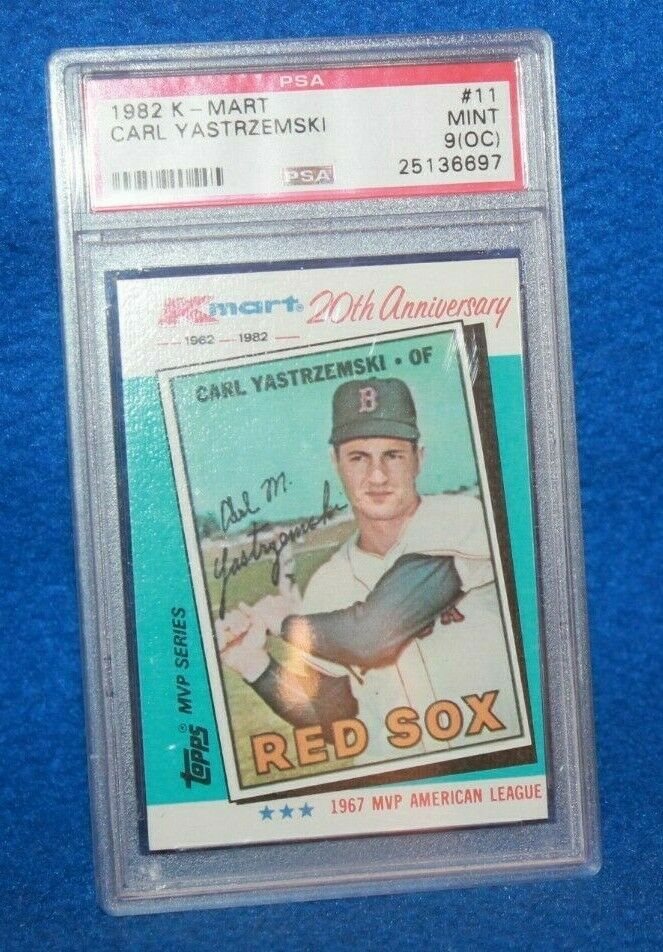 PSA
1982 K-MART #11
CARL YASTRZEMSKI MINT
9(OC)
PSA 25136697
Kmart® 20th Anniversary
1962 1982
CARL YASTRZEMSKI • OF
B
Carl M.
Yastrzemski
RED SOX
TOPPS® MVP SERIES
★★★ 1967 MVP AMERICAN LEAGUE